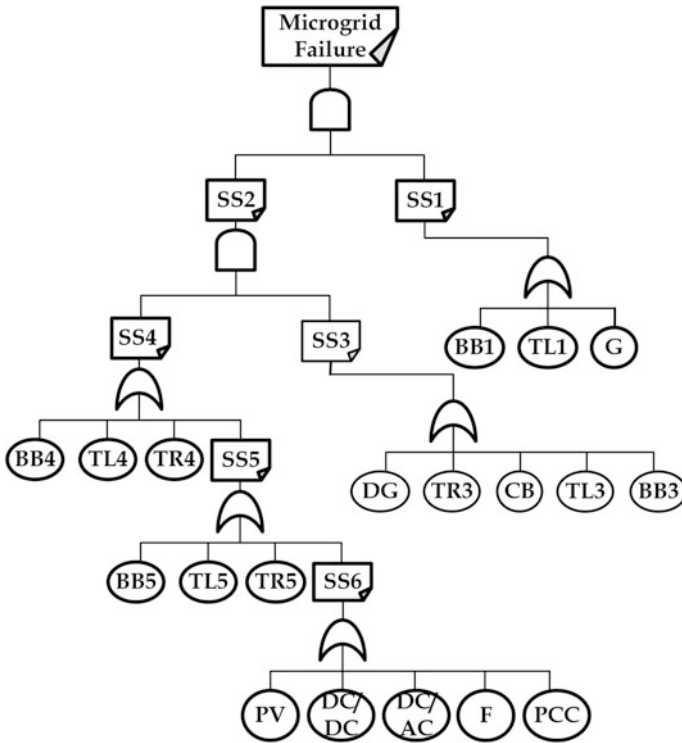 Microgrid
Failure
SS2
SS1
SS4
SS3
BB1
TL1
G
BB4
TL4
TR4
SS5
DG
TR3
CB
TL3
BB3
BB5
TL5
TR5
SS6
PV
DC/
DC
DC/
AC
F
PCC